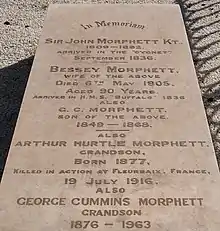 In Memoriam
SIR JOHN MORPHETT KT.
1809-1892.
ARRIVED IN THE "CYGNET"
SEPTEMBER 1836.
BESSEY MORPHETT,
WIFE OF THE ABOVE.
DIED 6TH MAY 1905.
AGED 90 YEARS.
ARRIVED IN H.M.S. "BUFFALO" 1836
ALSO
G.C. MORPHETT,
SON OF THE ABOVE.
1849-1868.
ALSO
ARTHUR HURTLE MORPHETT,
GRANDSON.
BORN 1877,
KILLED IN ACTION AT FLEURBAIX, FRANCE,
19 JULY 1916.
ALSO
GEORGE CUMMINS MORPHETT
GRANDSON
1876-1963